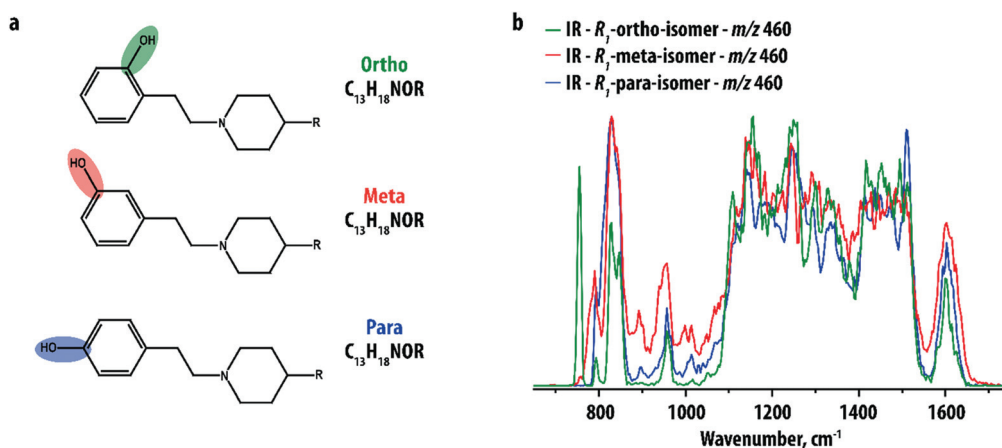 a
OH
Ortho
C₁₃H₁₈NOR
N
R
HO
Meta
C₁₃H₁₈NOR
N
R
Para
C₁₃H₁₈NOR
HO
N
R
b
IR - R₁-ortho-isomer - m/z 460
IR - R₁-meta-isomer - m/z 460
IR - R₁-para-isomer - m/z 460
800 1000 1200 1400 1600
Wavenumber, cm⁻¹